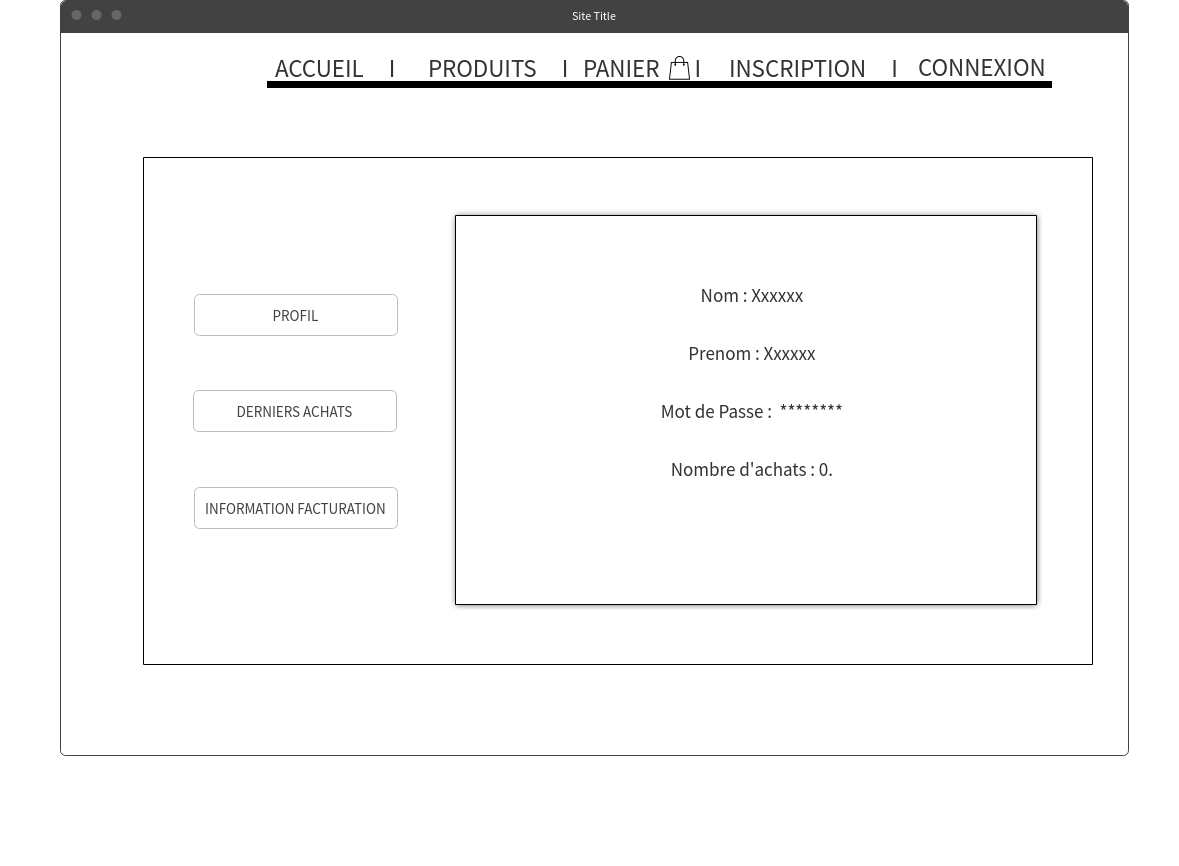 Site Title
ACCUEIL I PRODUITS I PANIER I INSCRIPTION I CONNEXION
PROFIL
DERNIERS ACHATS
INFORMATION FACTURATION
Nom : Xxxxxx
Prenom : Xxxxxx
Mot de Passe : ********
Nombre d'achats : 0.